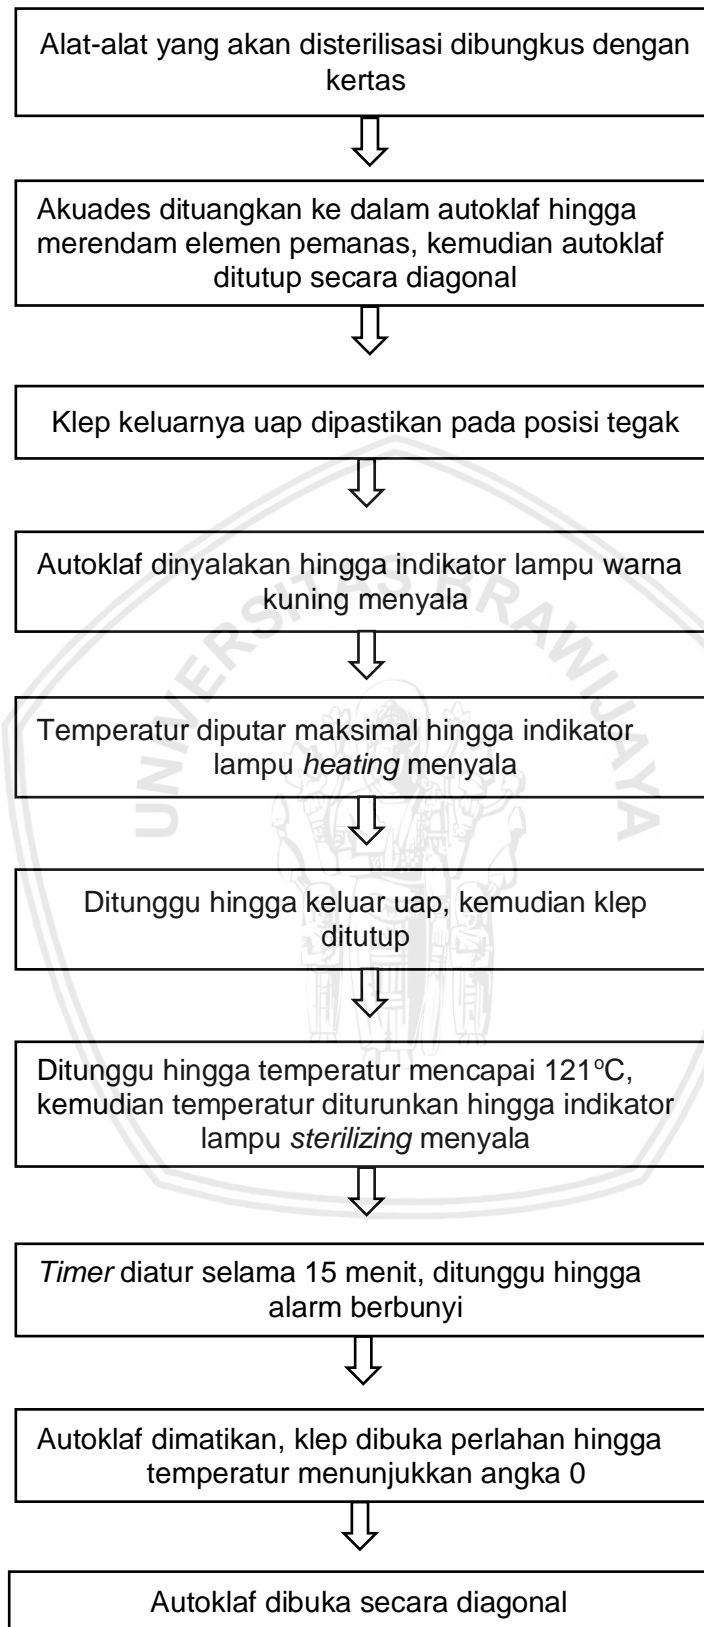 Alat-alat yang akan disterilisasi dibungkus dengan
kertas
Akuades dituangkan ke dalam autoklaf hingga
merendam elemen pemanas, kemudian autoklaf
ditutup secara diagonal
Klep keluarnya uap dipastikan pada posisi tegak
Autoklaf dinyalakan hingga indikator lampu warna
kuning menyala
UNIVERSITAS BRAWIJAYA
Temperatur diputar maksimal hingga indikator
lampu heating menyala
Ditunggu hingga keluar uap, kemudian klep
ditutup
Ditunggu hingga temperatur mencapai 121°C,
kemudian temperatur diturunkan hingga indikator
lampu sterilizing menyala
Timer diatur selama 15 menit, ditunggu hingga
alarm berbunyi
Autoklaf dimatikan, klep dibuka perlahan hingga
temperatur menunjukkan angka 0
Autoklaf dibuka secara diagonal